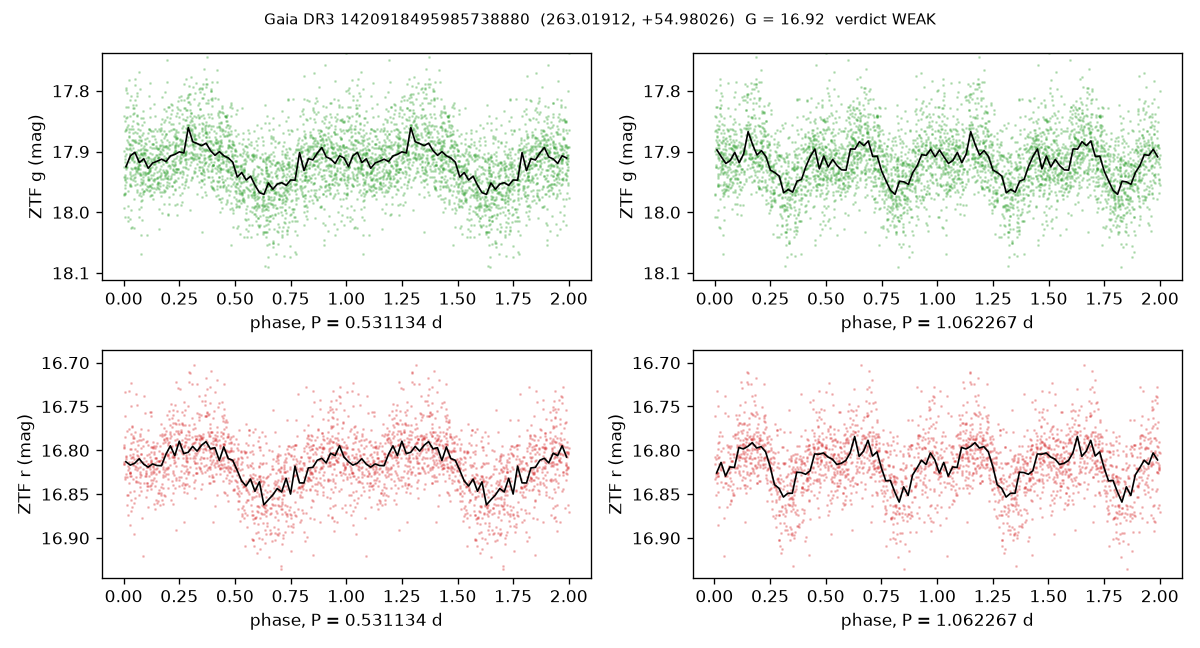 Gaia DR3 1420918495985738880 (263.01912, +54.98026) G = 16.92 verdict WEAK
ZTF g (mag)
17.8
17.9
18.0
18.1
0.00 0.25 0.50 0.75 1.00 1.25 1.50 1.75 2.00
phase, P = 0.531134 d
ZTF g (mag)
17.8
17.9
18.0
18.1
0.00 0.25 0.50 0.75 1.00 1.25 1.50 1.75 2.00
phase, P = 1.062267 d
ZTF r (mag)
16.70
16.75
16.80
16.85
16.90
0.00 0.25 0.50 0.75 1.00 1.25 1.50 1.75 2.00
phase, P = 0.531134 d
ZTF r (mag)
16.70
16.75
16.80
16.85
16.90
0.00 0.25 0.50 0.75 1.00 1.25 1.50 1.75 2.00
phase, P = 1.062267 d